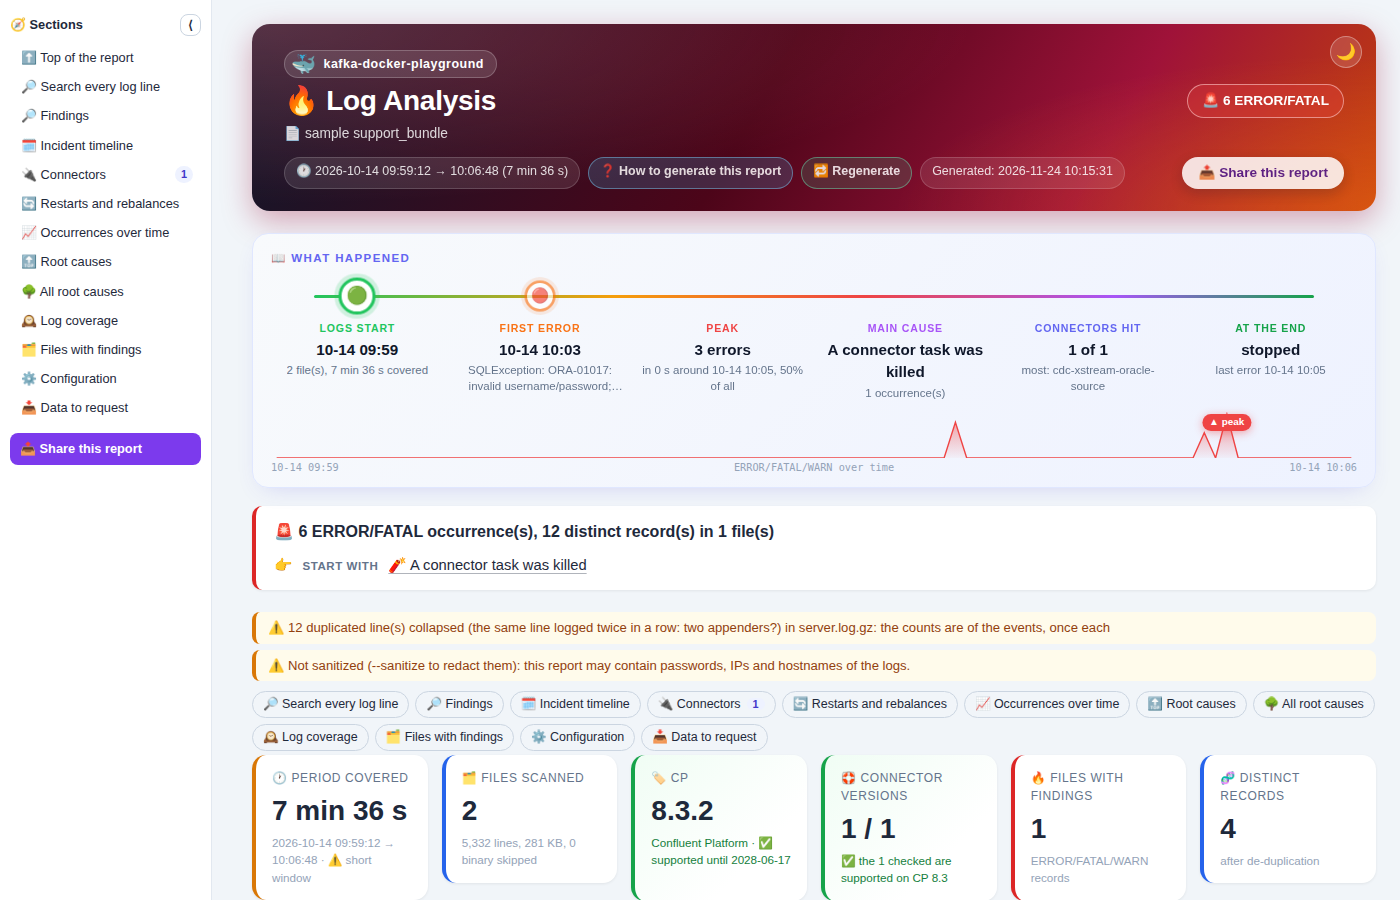 Sections
⟨
Top of the report
Search every log line
Findings
Incident timeline
Connectors 1
Restarts and rebalances
Occurrences over time
Root causes
All root causes
Log coverage
Files with findings
Configuration
Data to request
Share this report
kafka-docker-playground
Log Analysis
sample support_bundle
6 ERROR/FATAL
2026-10-14 09:59:12 → 10:06:48 (7 min 36 s)
How to generate this report
Regenerate
Generated: 2026-11-24 10:15:31
Share this report
WHAT HAPPENED
LOGS START
10-14 09:59
2 file(s), 7 min 36 s covered
FIRST ERROR
10-14 10:03
SQLException: ORA-01017:
invalid username/password;…
PEAK
3 errors
in 0 s around 10-14 10:05, 50%
of all
MAIN CAUSE
A connector task was
killed
1 occurrence(s)
CONNECTORS HIT
1 of 1
most: cdc-xstream-oracle-
source
AT THE END
stopped
last error 10-14 10:05
▲ peak
10-14 09:59
ERROR/FATAL/WARN over time
10-14 10:06
6 ERROR/FATAL occurrence(s), 12 distinct record(s) in 1 file(s)
START WITH A connector task was killed
12 duplicated line(s) collapsed (the same line logged twice in a row: two appenders?) in server.log.gz: the counts are of the events, once each
Not sanitized (--sanitize to redact them): this report may contain passwords, IPs and hostnames of the logs.
Search every log line
Findings
Incident timeline
Connectors 1
Restarts and rebalances
Occurrences over time
Root causes
All root causes
Log coverage
Files with findings
Configuration
Data to request
PERIOD COVERED
7 min 36 s
2026-10-14 09:59:12 →
10:06:48 · ⚠️ short
window
FILES SCANNED
2
5,332 lines, 281 KB, 0
binary skipped
CP
8.3.2
Confluent Platform · ✅
supported until 2028-06-17
CONNECTOR
VERSIONS
1 / 1
✅ the 1 checked are
supported on CP 8.3
FILES WITH
FINDINGS
1
ERROR/FATAL/WARN
records
DISTINCT
RECORDS
4
after de-duplication